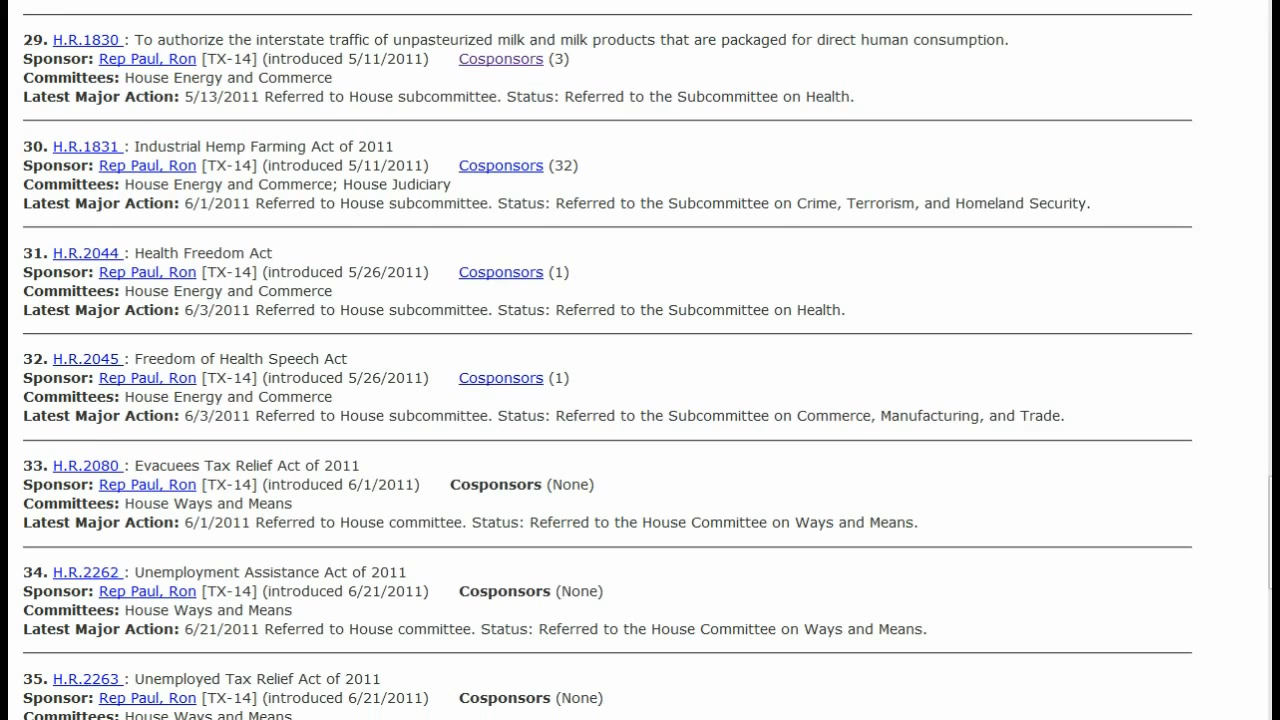 29. H.R.1830 : To authorize the interstate traffic of unpasteurized milk and milk products that are packaged for direct human consumption.
Sponsor: Rep Paul, Ron [TX-14] (introduced 5/11/2011) Cosponsors (3)
Committees: House Energy and Commerce
Latest Major Action: 5/13/2011 Referred to House subcommittee. Status: Referred to the Subcommittee on Health.
30. H.R.1831 : Industrial Hemp Farming Act of 2011
Sponsor: Rep Paul, Ron [TX-14] (introduced 5/11/2011) Cosponsors (32)
Committees: House Energy and Commerce; House Judiciary
Latest Major Action: 6/1/2011 Referred to House subcommittee. Status: Referred to the Subcommittee on Crime, Terrorism, and Homeland Security.
31. H.R.2044 : Health Freedom Act
Sponsor: Rep Paul, Ron [TX-14] (introduced 5/26/2011) Cosponsors (1)
Committees: House Energy and Commerce
Latest Major Action: 6/3/2011 Referred to House subcommittee. Status: Referred to the Subcommittee on Health.
32. H.R.2045 : Freedom of Health Speech Act
Sponsor: Rep Paul, Ron [TX-14] (introduced 5/26/2011) Cosponsors (1)
Committees: House Energy and Commerce
Latest Major Action: 6/3/2011 Referred to House subcommittee. Status: Referred to the Subcommittee on Commerce, Manufacturing, and Trade.
33. H.R.2080 : Evacuees Tax Relief Act of 2011
Sponsor: Rep Paul, Ron [TX-14] (introduced 6/1/2011) Cosponsors (None)
Committees: House Ways and Means
Latest Major Action: 6/1/2011 Referred to House committee. Status: Referred to the House Committee on Ways and Means.
34. H.R.2262 : Unemployment Assistance Act of 2011
Sponsor: Rep Paul, Ron [TX-14] (introduced 6/21/2011) Cosponsors (None)
Committees: House Ways and Means
Latest Major Action: 6/21/2011 Referred to House committee. Status: Referred to the House Committee on Ways and Means.
35. H.R.2263 : Unemployed Tax Relief Act of 2011
Sponsor: Rep Paul, Ron [TX-14] (introduced 6/21/2011) Cosponsors (None)
Committees: House Ways and Means